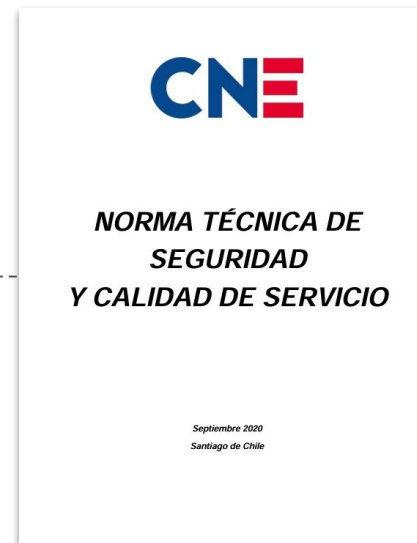 CNE
NORMA TÉCNICA DE
SEGURIDAD
Y CALIDAD DE SERVICIO
Septiembre 2020
Santiago de Chile